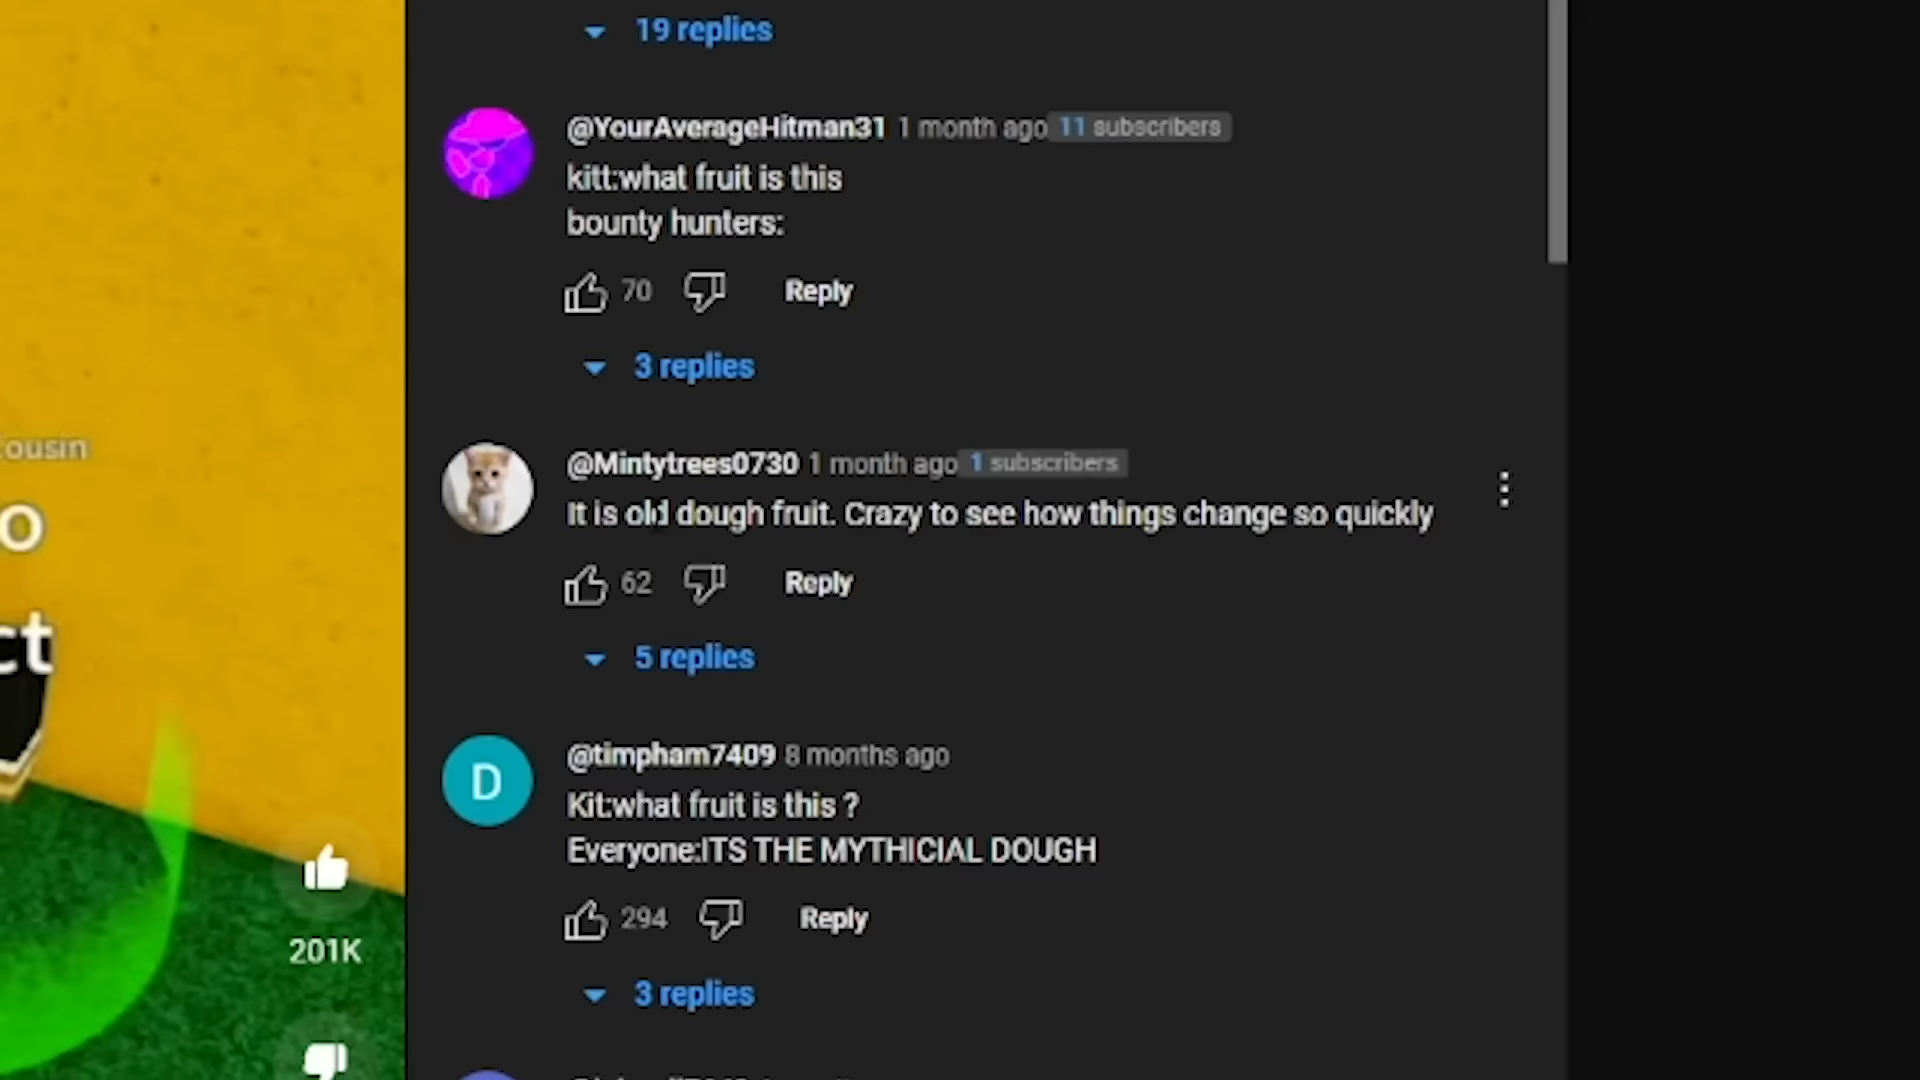 19 replies
@YourAverageHitman31 1 month ago 11 subscribers
kitt:what fruit is this
bounty hunters:
70 Reply
3 replies
@Mintytrees0730 1 month ago 1 subscribers
It is old dough fruit. Crazy to see how things change so quickly
62 Reply
5 replies
D
@timpham7409 8 months ago
Kit:what fruit is this ?
Everyone:ITS THE MYTHICIAL DOUGH
294 Reply
3 replies
ousin
o
ct
201K